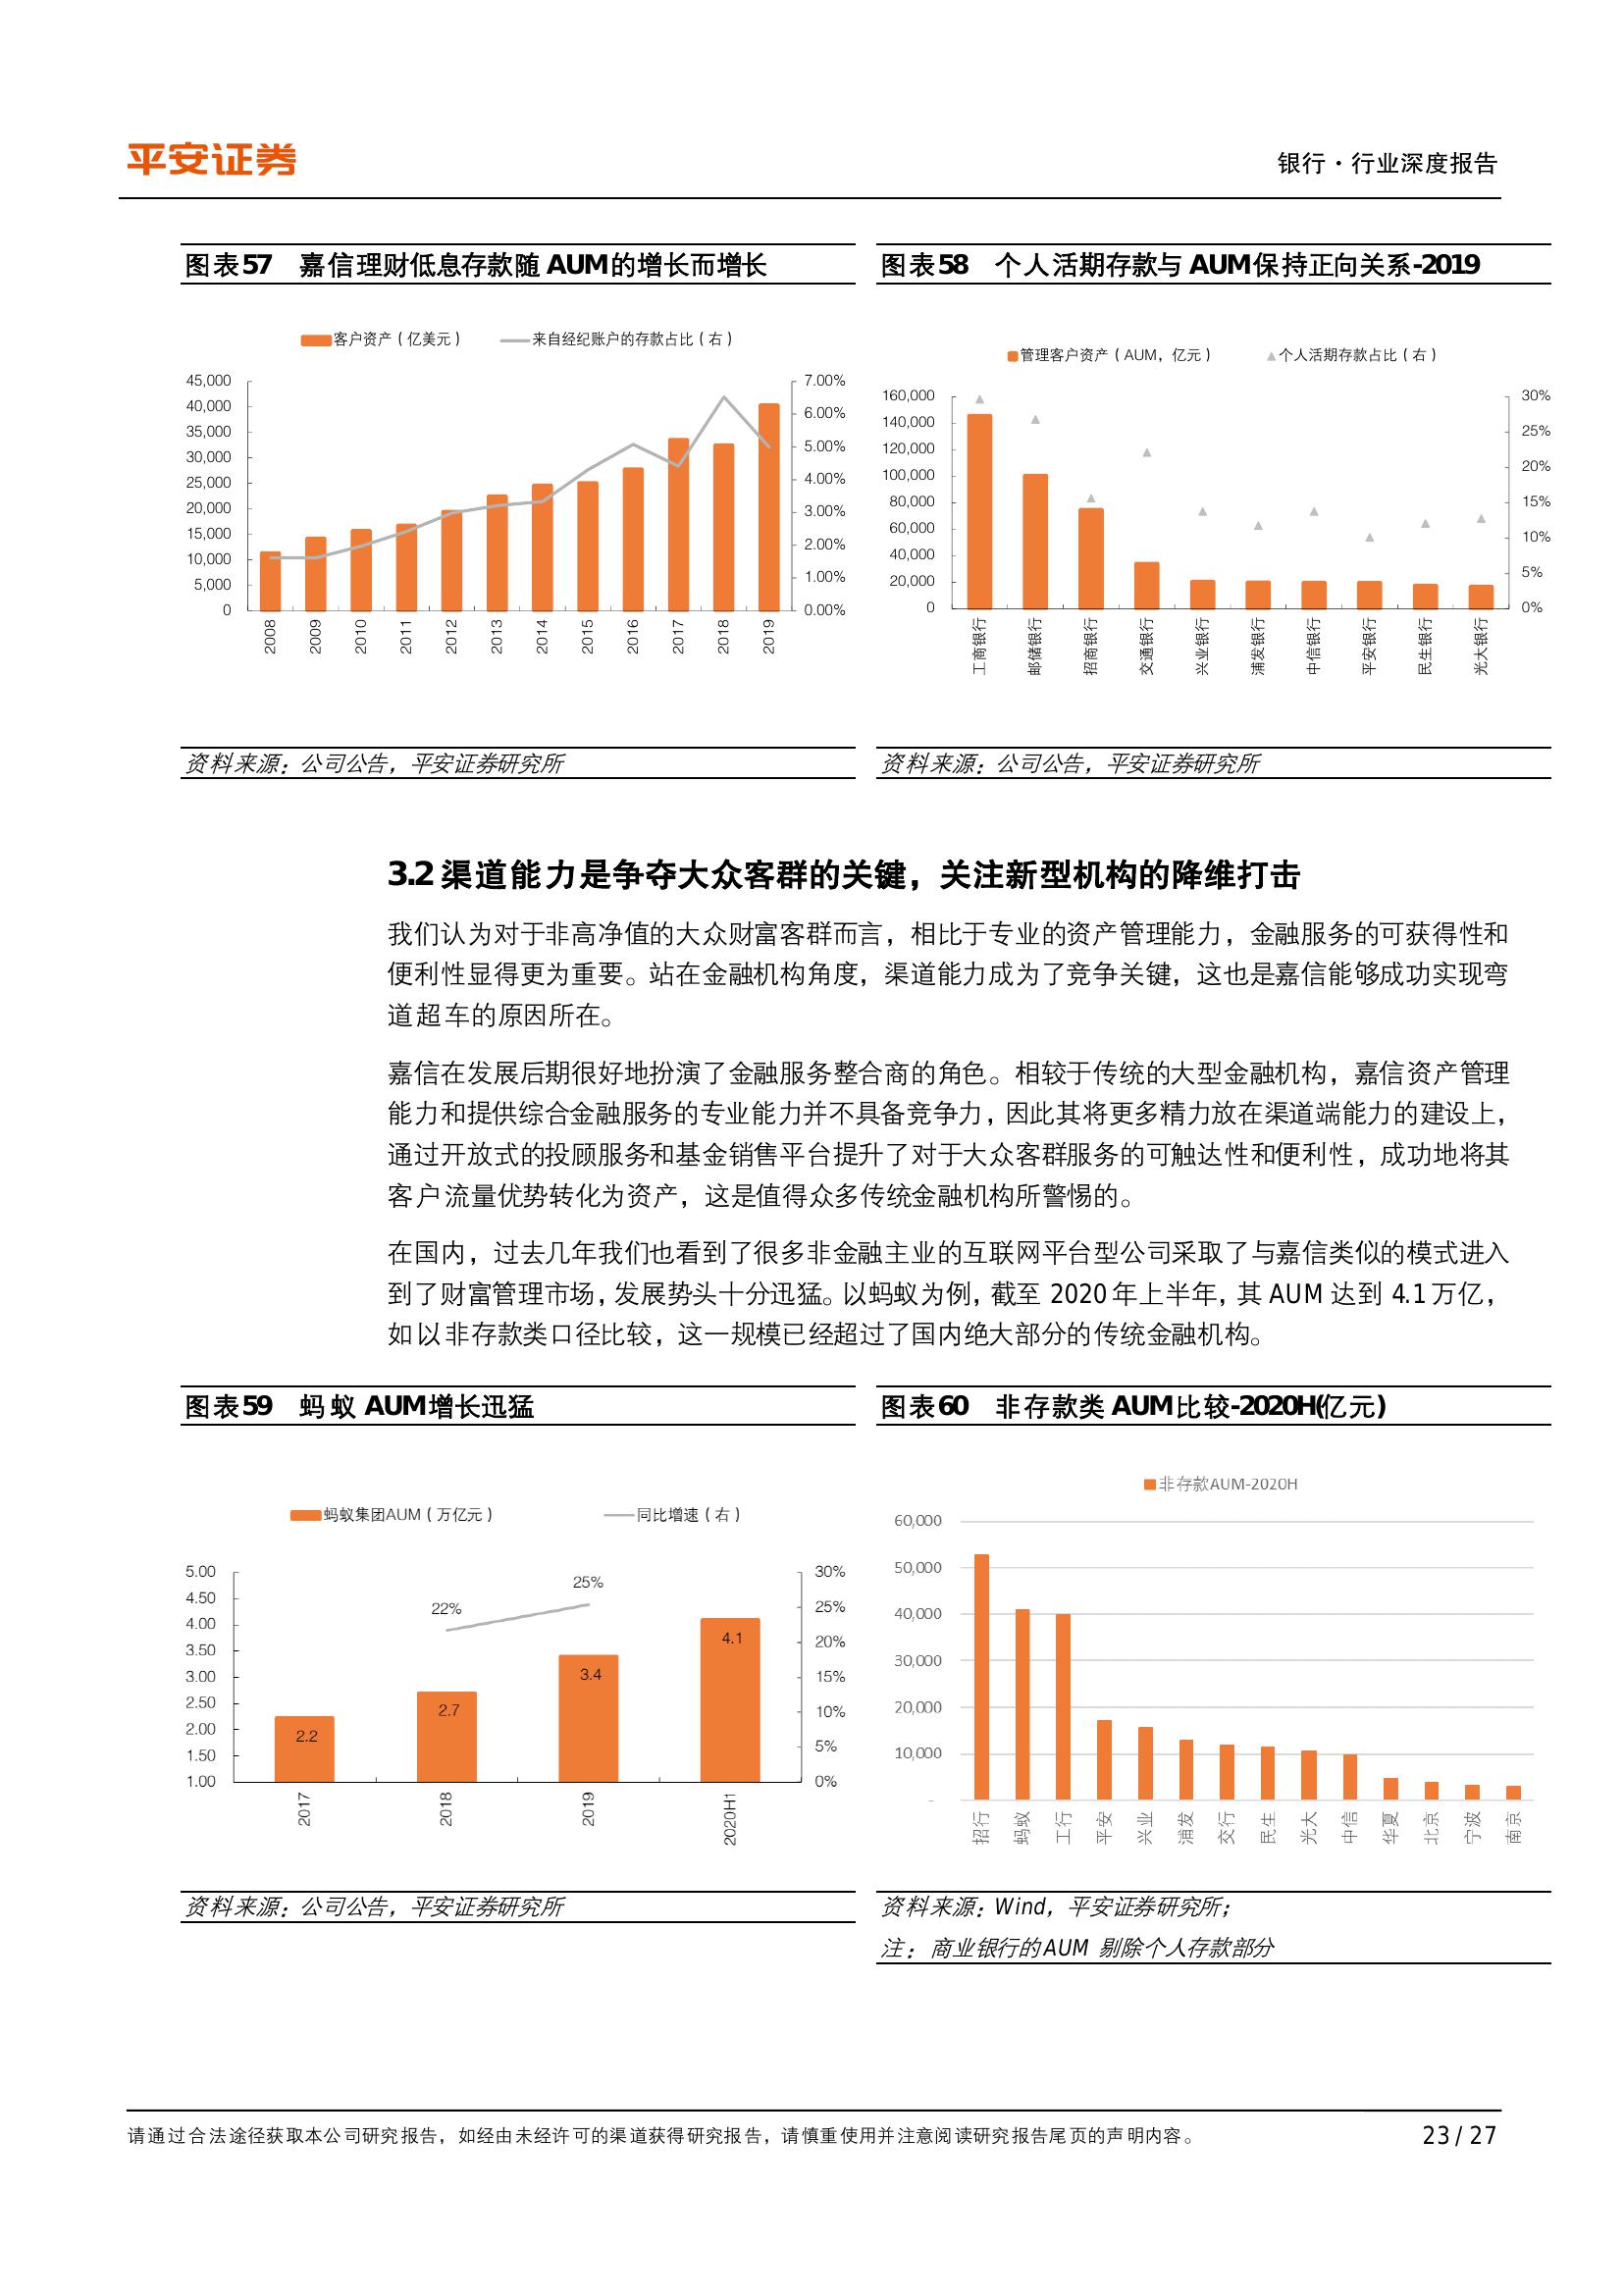 平安证券
银行·行业深度报告
图表57 嘉信理财低息存款随 AUM的增长而增长
客户资产（亿美元）
来自经纪账户的存款占比（右）
45,000
40,000
35,000
30,000
25,000
20,000
15,000
10,000
5,000
0
7.00%
6.00%
5.00%
4.00%
3.00%
2.00%
1.00%
0.00%
2008
2009
2010
2011
2012
2013
2014
2015
2016
2017
2018
2019
资料来源：公司公告，平安证券研究所
图表58 个人活期存款与 AUM保持正向关系-2019
管理客户资产（AUM，亿元）
个人活期存款占比（右）
160,000
140,000
120,000
100,000
80,000
60,000
40,000
20,000
0
30%
25%
20%
15%
10%
5%
0%
工商银行
邮储银行
招商银行
交通银行
兴业银行
浦发银行
中信银行
平安银行
民生银行
光大银行
资料来源：公司公告，平安证券研究所
3.2 渠道能力是争夺大众客群的关键，关注新型机构的降维打击
我们认为对于非高净值的大众财富客群而言，相比于专业的资产管理能力，金融服务的可获得性和
便利性显得更为重要。站在金融机构角度，渠道能力成为了竞争关键，这也是嘉信能够成功实现弯
道超车的原因所在。
嘉信在发展后期很好地扮演了金融服务整合商的角色。相较于传统的大型金融机构，嘉信资产管理
能力和提供综合金融服务的专业能力并不具备竞争力，因此其将更多精力放在渠道端能力的建设上，
通过开放式的投顾服务和基金销售平台提升了对于大众客群服务的可触达性和便利性，成功地将其
客户流量优势转化为资产，这是值得众多传统金融机构所警惕的。
在国内，过去几年我们也看到了很多非金融主业的互联网平台型公司采取了与嘉信类似的模式进入
到了财富管理市场，发展势头十分迅猛。以蚂蚁为例，截至 2020 年上半年，其 AUM 达到 4.1 万亿，
如以非存款类口径比较，这一规模已经超过了国内绝大部分的传统金融机构。
图表59 蚂蚁 AUM增长迅猛
蚂蚁集团AUM（万亿元）
同比增速（右）
5.00
4.50
4.00
3.50
3.00
2.50
2.00
1.50
1.00
30%
25%
20%
15%
10%
5%
0%
22%
25%
2.2
2.7
3.4
4.1
2017
2018
2019
2020H1
资料来源：公司公告，平安证券研究所
图表60 非存款类 AUM比较-2020H(亿元)
非存款AUM-2020H
60,000
50,000
40,000
30,000
20,000
10,000
-
招行
蚂蚁
工行
平安
兴业
浦发
交行
民生
光大
中信
华夏
北京
宁波
南京
资料来源：Wind，平安证券研究所；
注：商业银行的AUM 剔除个人存款部分
请通过合法途径获取本公司研究报告，如经由未经许可的渠道获得研究报告，请慎重使用并注意阅读研究报告尾页的声明内容。
23 / 27